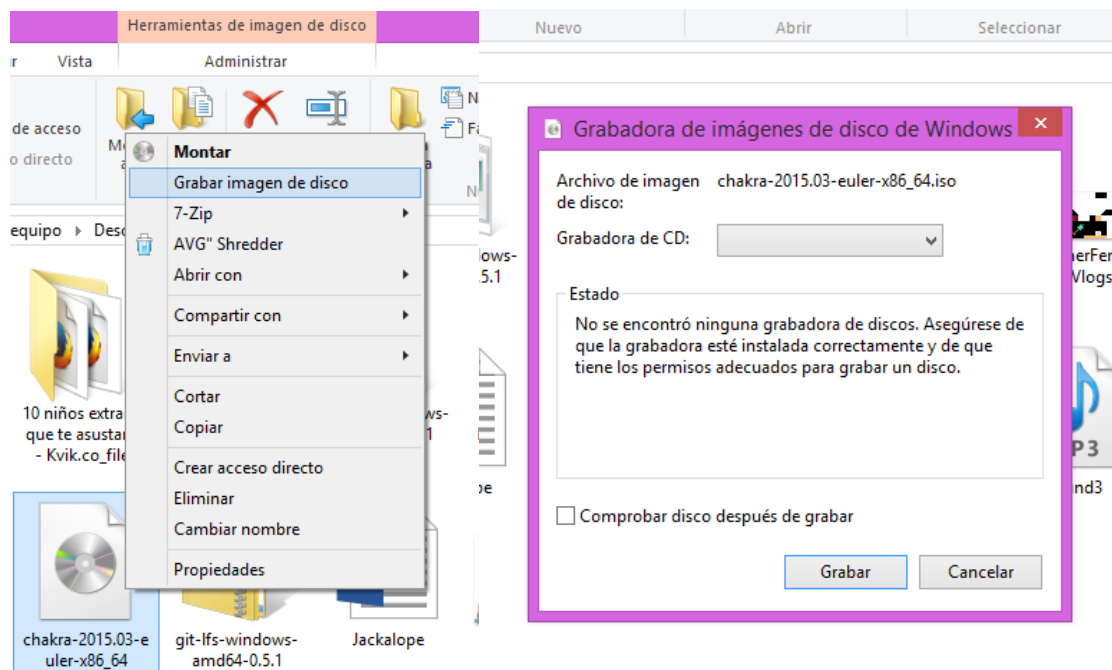 Herramientas de imagen de disco
Vista
Administrar
de acceso
directo
Montar
Grabar imagen de disco
7-Zip
AVG" Shredder
Abrir con
Compartir con
Enviar a
Cortar
Copiar
Crear acceso directo
Eliminar
Cambiar nombre
Propiedades
equipo
10 niños extra
que te asusta
- Kvik.co_file
chakra-2015.03-e
uler-x86_64
git-lfs-windows-
amd64-0.5.1
Jackalope
Nuevo
Abrir
Seleccionar
Grabadora de imágenes de disco de Windows
Archivo de imagen
de disco:
chakra-2015.03-euler-x86_64.iso
Grabadora de CD:
Estado
No se encontró ninguna grabadora de discos. Asegúrese de
que la grabadora esté instalada correctamente y de que
tiene los permisos adecuados para grabar un disco.
Comprobar disco después de grabar
Grabar
Cancelar
Vlogs